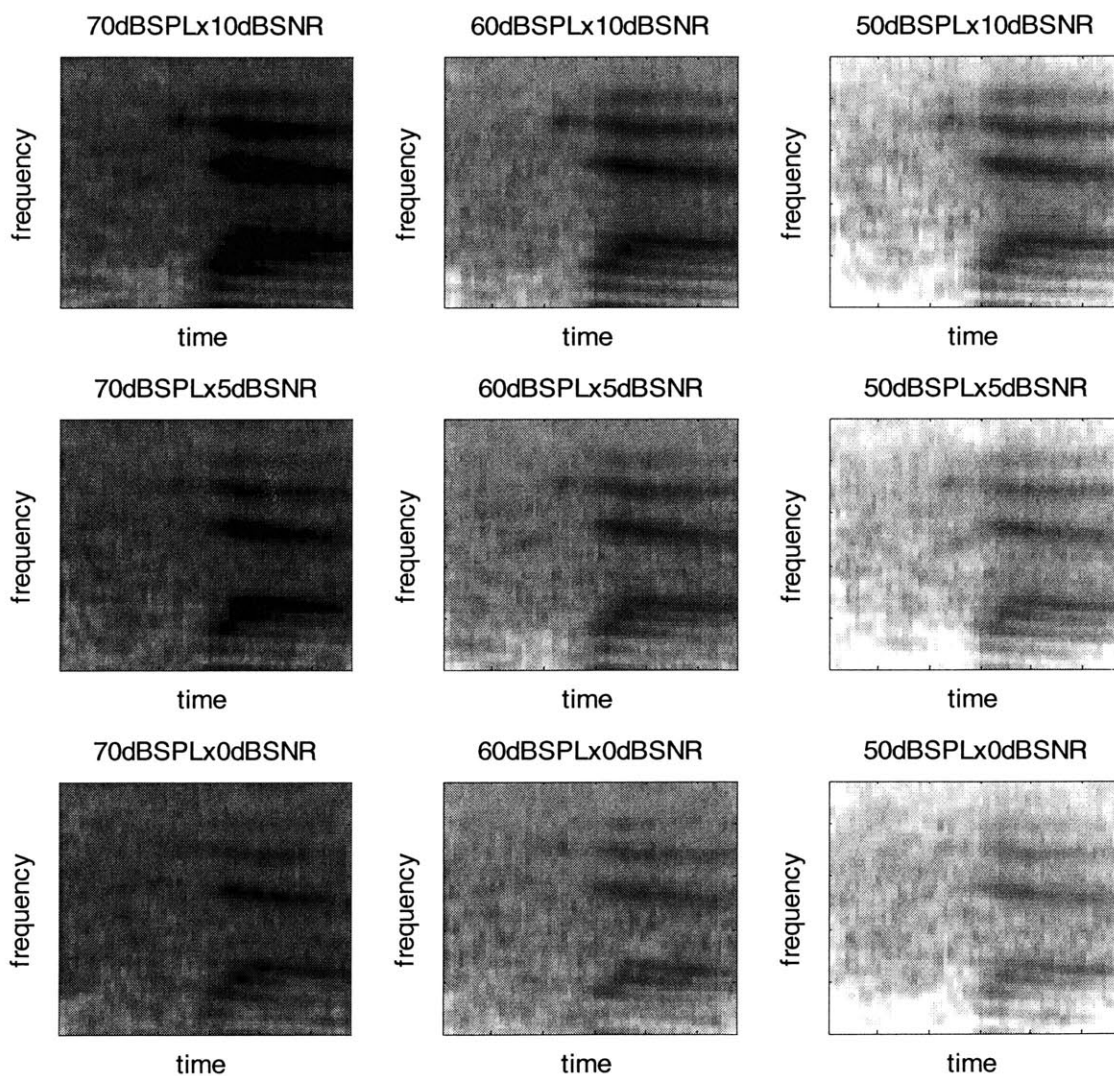 70dBSPLx10dBSNR
60dBSPLx10dBSNR
50dBSPLx10dBSNR
frequency
frequency
frequency
time
time
time
70dBSPLx5dBSNR
60dBSPLx5dBSNR
50dBSPLx5dBSNR
frequency
frequency
frequency
time
time
time
70dBSPLx0dBSNR
60dBSPLx0dBSNR
50dBSPLx0dBSNR
frequency
frequency
frequency
time
time
time